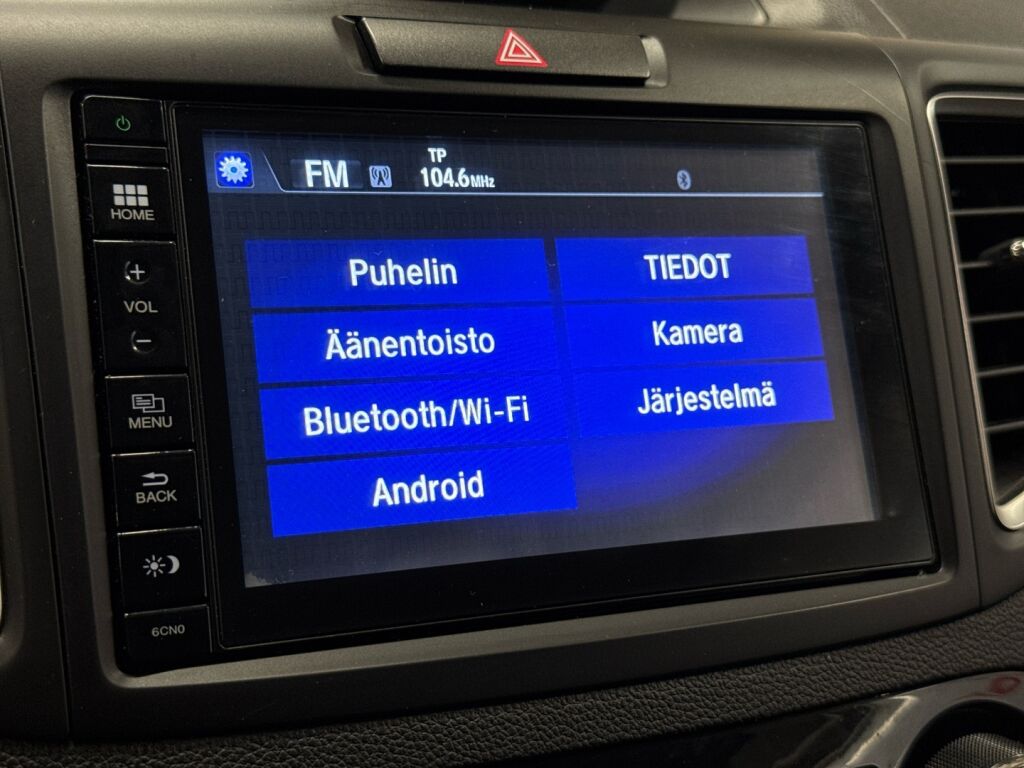 FM
TP
104.6MHz
HOME
+
VOL
−
MENU
BACK
6CN0
Puhelin
TIEDOT
Äänentoisto
Kamera
Bluetooth/Wi-Fi
Järjestelmä
Android